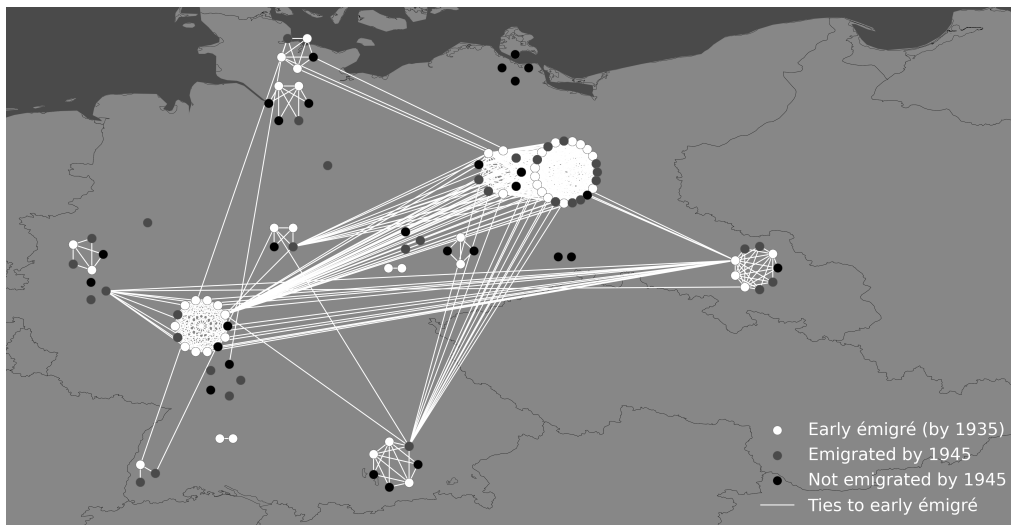 Early émigré (by 1935)
Emigrated by 1945
Not emigrated by 1945
Ties to early émigré